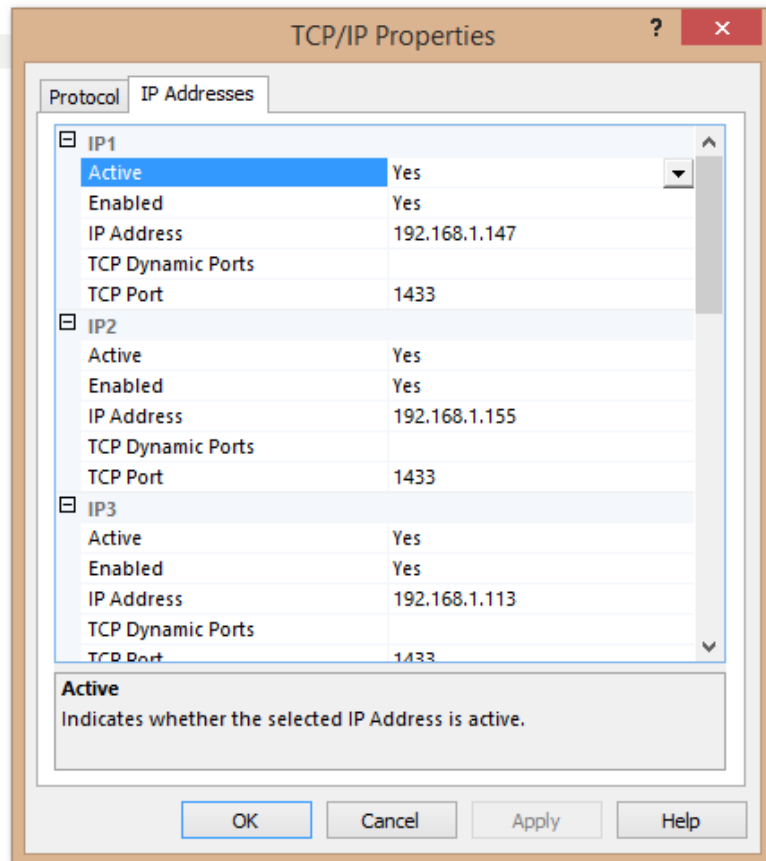 TCP/IP Properties ?
Protocol IP Addresses
IP1
Active Yes
Enabled Yes
IP Address 192.168.1.147
TCP Dynamic Ports
TCP Port 1433
IP2
Active Yes
Enabled Yes
IP Address 192.168.1.155
TCP Dynamic Ports
TCP Port 1433
IP3
Active Yes
Enabled Yes
IP Address 192.168.1.113
TCP Dynamic Ports
TCP Port 1433
Active
Indicates whether the selected IP Address is active.
OK Cancel Apply Help